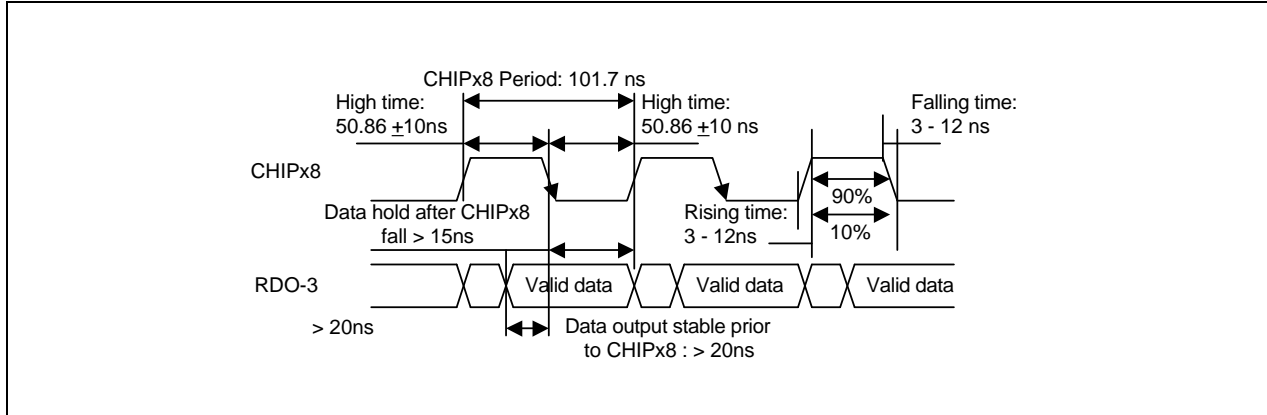 CHIPx8 Period: 101.7 ns
High time:
50.86 ±10ns
High time:
50.86 ±10 ns
Falling time:
3 - 12 ns
CHIPx8
90%
10%
Data hold after CHIPx8
fall > 15ns
Rising time:
3 - 12ns
RDO-3
Valid data
Valid data
Valid data
> 20ns
Data output stable prior
to CHIPx8 : > 20ns